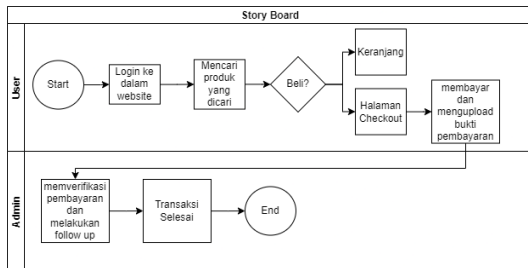 Story Board
User
Start
Login ke
dalam
website
Mencari
produk
yang
dicari
Beli?
Keranjang
Halaman
Checkout
membayar
dan
mengupload
bukti
pembayaran
Admin
memverifikasi
pembayaran
dan
melakukan
follow up
Transaksi
Selesai
End